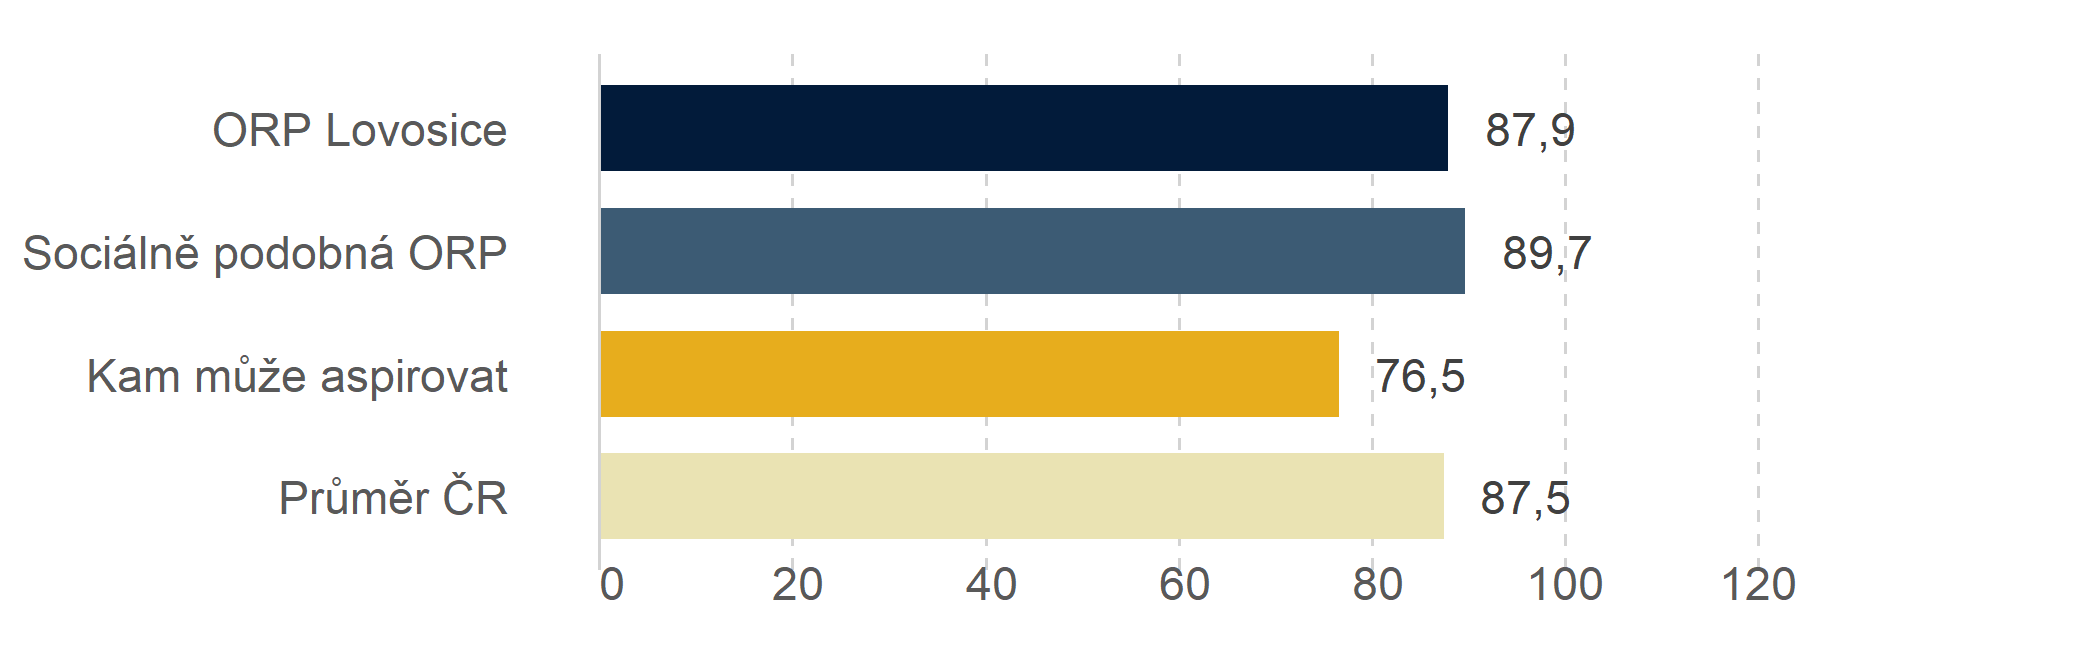 ORP Lovosice
87,9
Sociálně podobná ORP
89,7
Kam může aspirovat
76,5
Průměr ČR
87,5
0 20 40 60 80 100 120